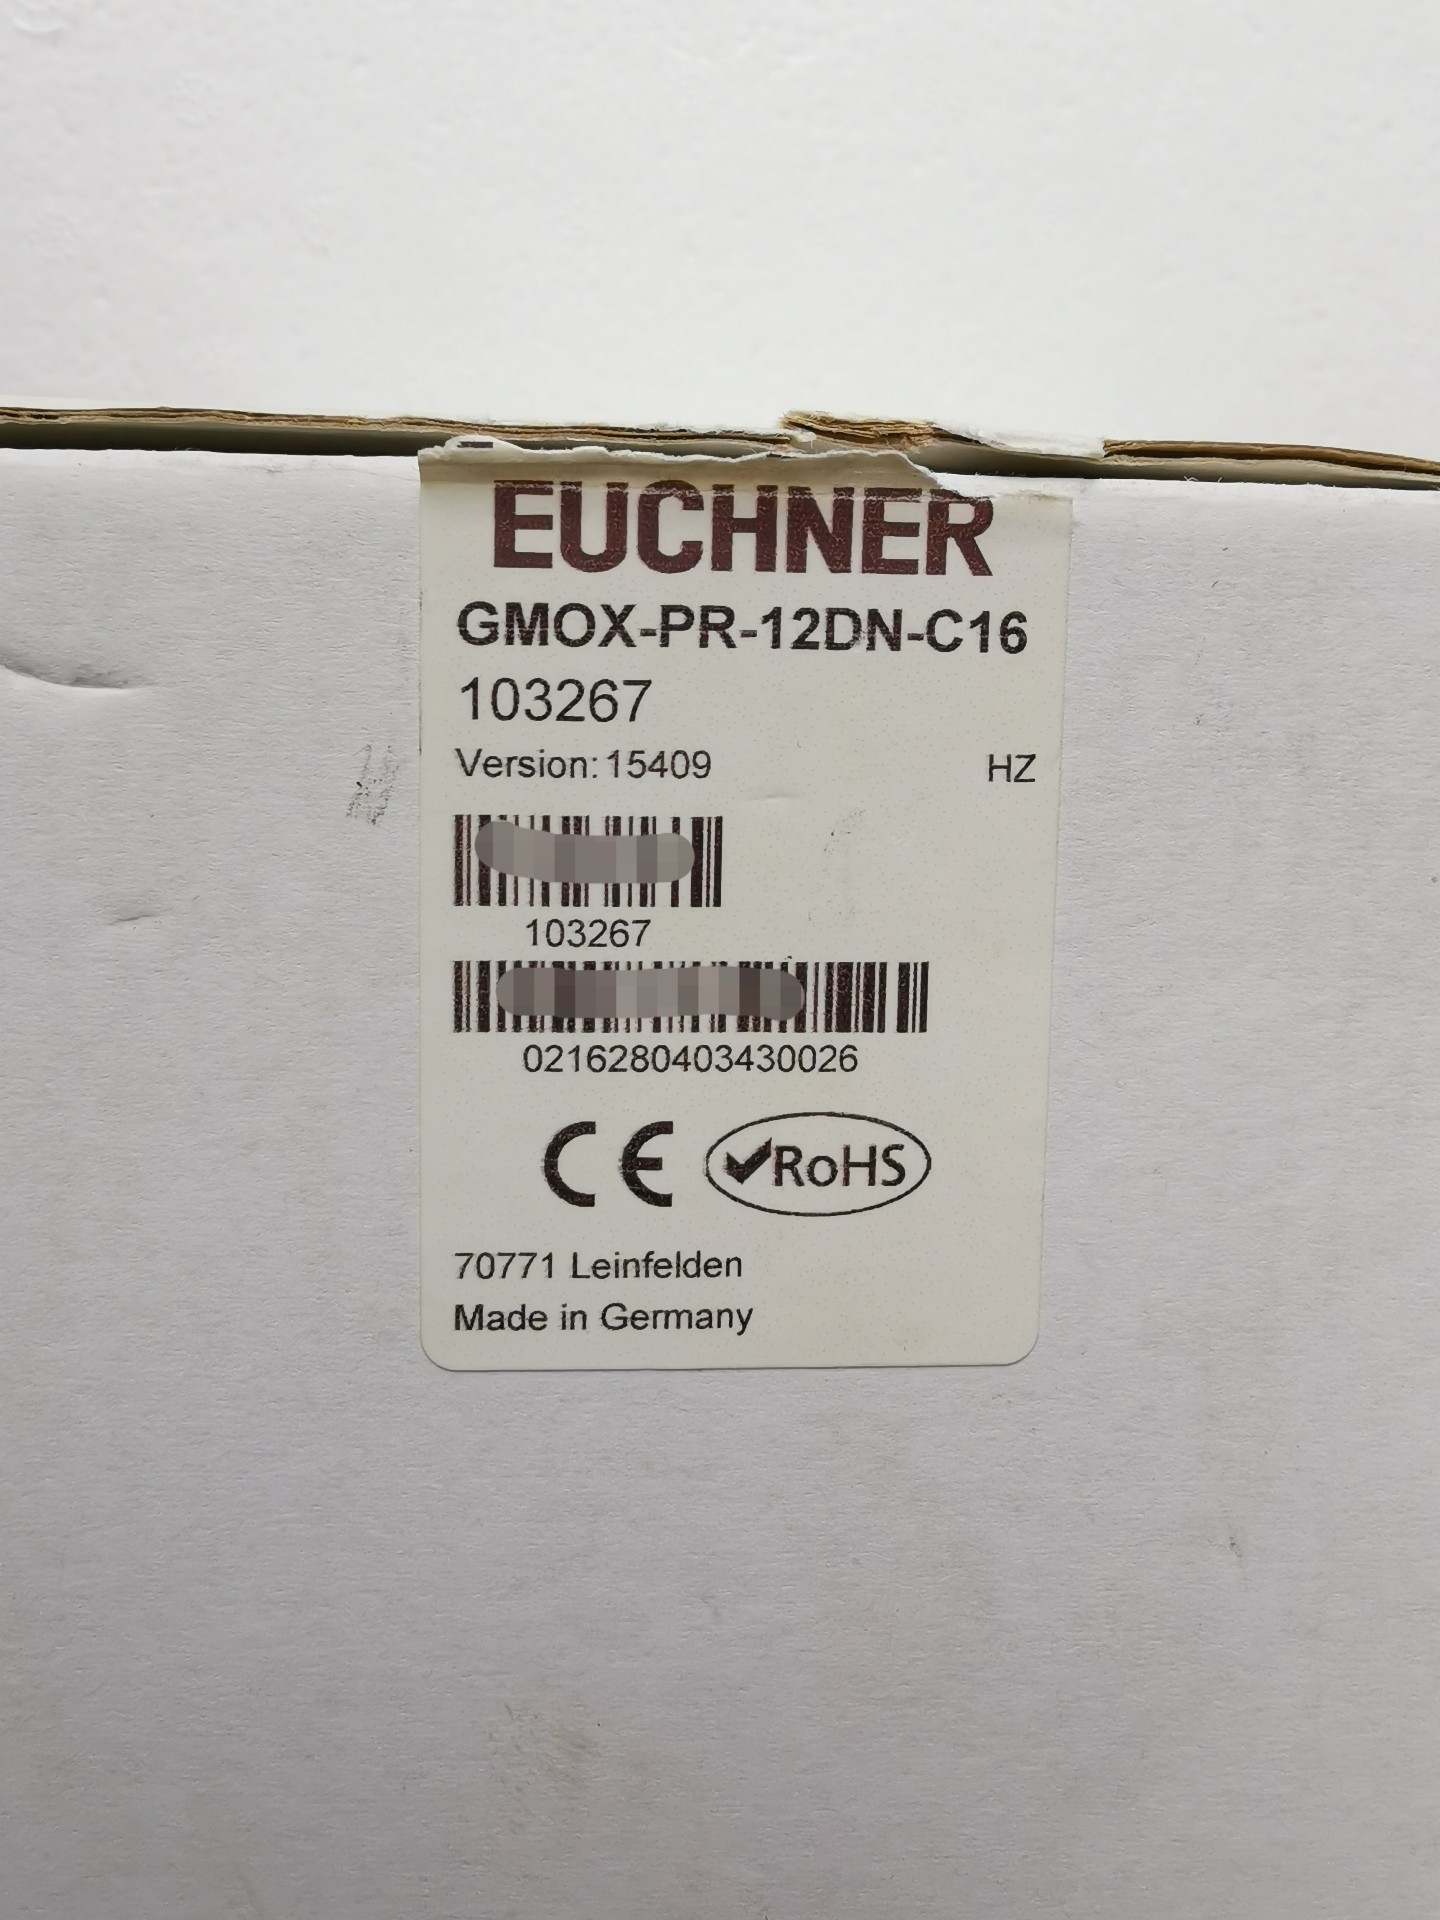 EUCHNER
GMOX-PR-12DN-C16
103267
Version: 15409 HZ
103267
0216280403430026
CE RoHS
70771 Leinfelden
Made in Germany